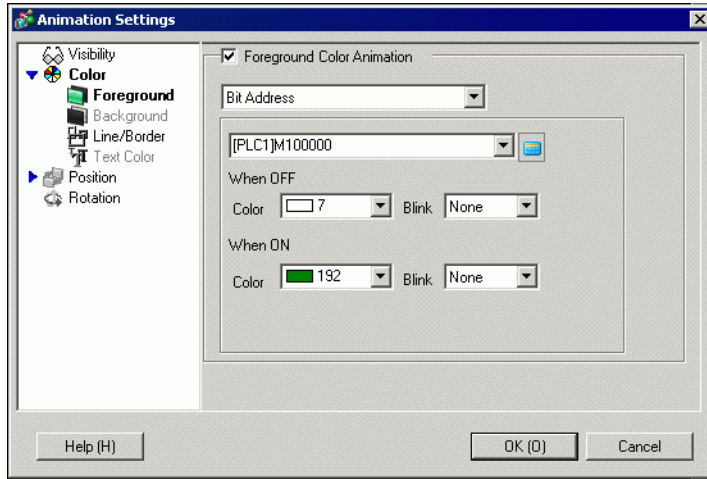 Animation Settings
Visibility
Color
Foreground
Background
Line/Border
Text Color
Position
Rotation
Foreground Color Animation
Bit Address
[PLC1]M100000
When OFF
Color 7 Blink None
When ON
Color 192 Blink None
Help (H) OK (O) Cancel